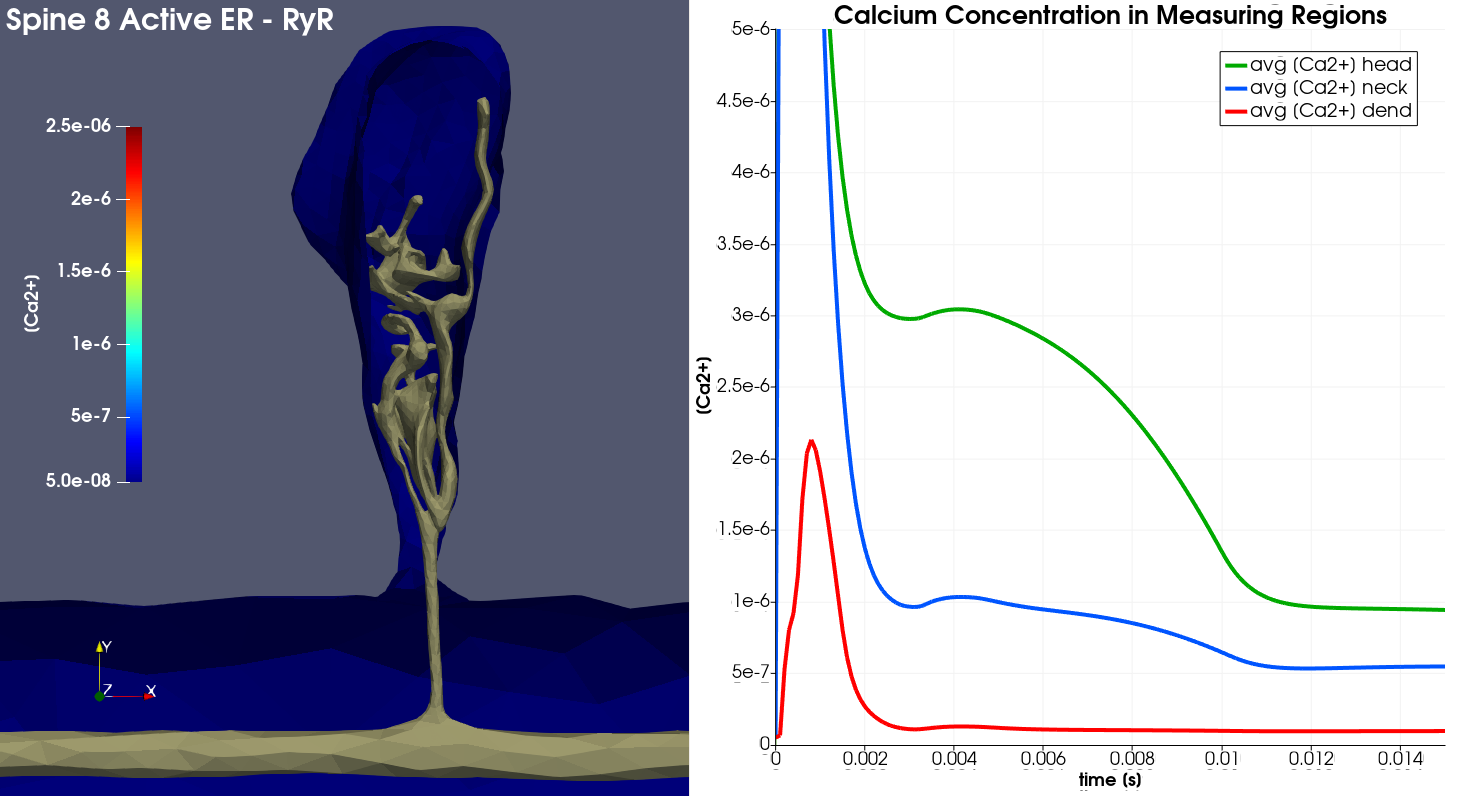 Spine 8 Active ER - RyR
2.5e-06
2e-6
1.5e-6
1e-6
5e-7
5.0e-08
(Ca2+)
Y
Z
X
Calcium Concentration in Measuring Regions
avg (Ca2+) head
avg (Ca2+) neck
avg (Ca2+) dend
5e-6
4.5e-6
4e-6
3.5e-6
3e-6
2.5e-6
2e-6
1.5e-6
1e-6
5e-7
0
(Ca2+)
0 0.002 0.004 0.006 0.008 0.01 0.012 0.014
time (s)